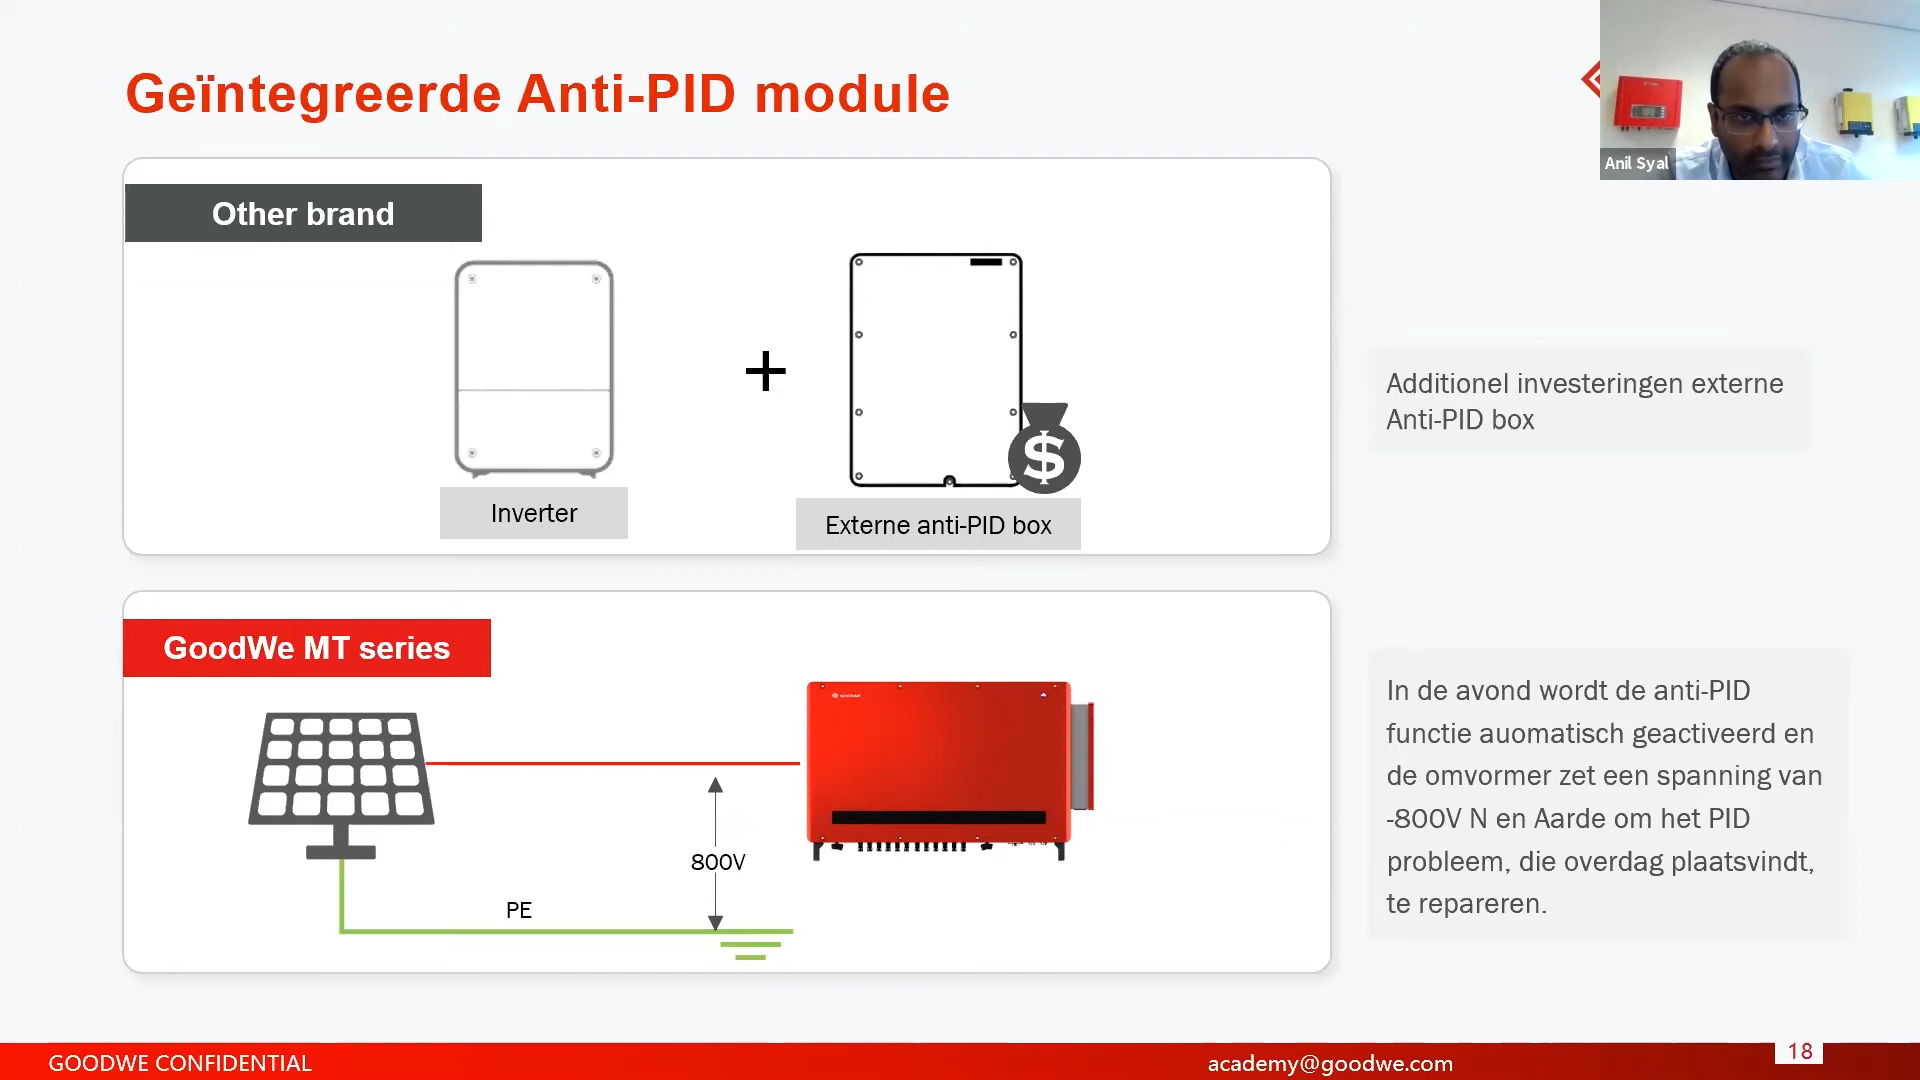 Geïntegreerde Anti-PID module
Anil Syal
Other brand
+
$
Inverter
Externe anti-PID box
Additionel investeringen externe
Anti-PID box
GoodWe MT series
GOODWE
800V
PE
In de avond wordt de anti-PID
functie auomatisch geactiveerd en
de omvormer zet een spanning van
-800V N en Aarde om het PID
probleem, die overdag plaatsvindt,
te repareren.
GOODWE CONFIDENTIAL
academy@goodwe.com
18